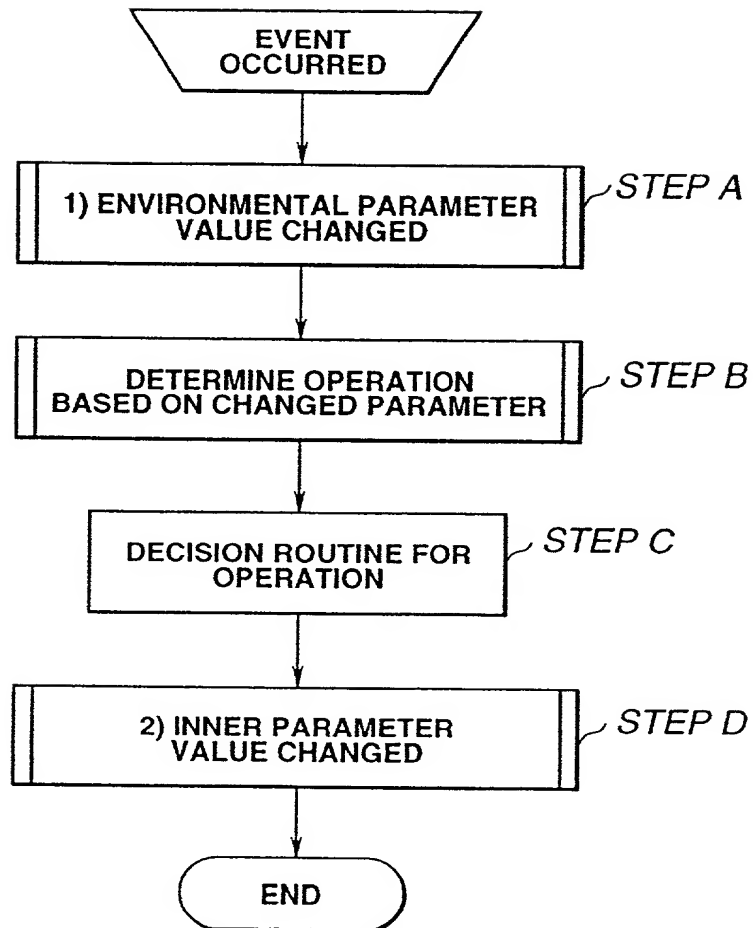 EVENT
OCCURRED
1) ENVIRONMENTAL PARAMETER
VALUE CHANGED
STEP A
DETERMINE OPERATION
BASED ON CHANGED PARAMETER
STEP B
DECISION ROUTINE FOR
OPERATION
STEP C
2) INNER PARAMETER
VALUE CHANGED
STEP D
END